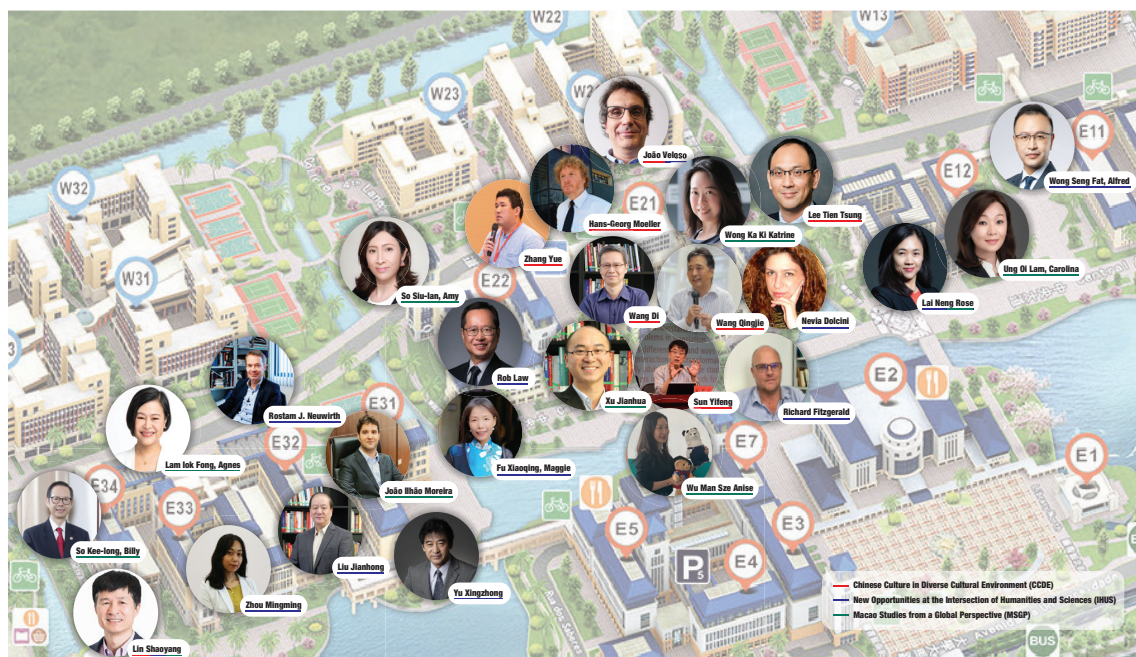 W22
W13
W23
E11
João Veloso
E12
Wong Seng Fat, Alfred
W32
E21
Lee Tien Tsung
Hans-Georg Moeller
Wong Ka Ki Katrine
Zhang Yue
Ung Oi Lam, Carolina
W31
E22
So Siu-Ian, Amy
Lai Neng Rose
Wang Di
Wang Qingjie
Nevia Dolcini
Rob Law
E2
Xu Jianhua
Sun Yifeng
Richard Fitzgerald
Rostam J. Neuwirth
E31
E32
E7
Lam Iok Fong, Agnes
Fu Xiaoqing, Maggie
E1
João Ilhão Moreira
Wu Man Sze Anise
E34
E33
E5
E3
So Kee-long, Billy
Liu Jianhong
E4
P5
Yu Xingzhong
Zhou Mingming
Chinese Culture in Diverse Cultural Environment (CCDE)
New Opportunities at the Intersection of Humanities and Sciences (IHUS)
Macao Studies from a Global Perspective (MSGP)
BUS
Lin Shaoyang